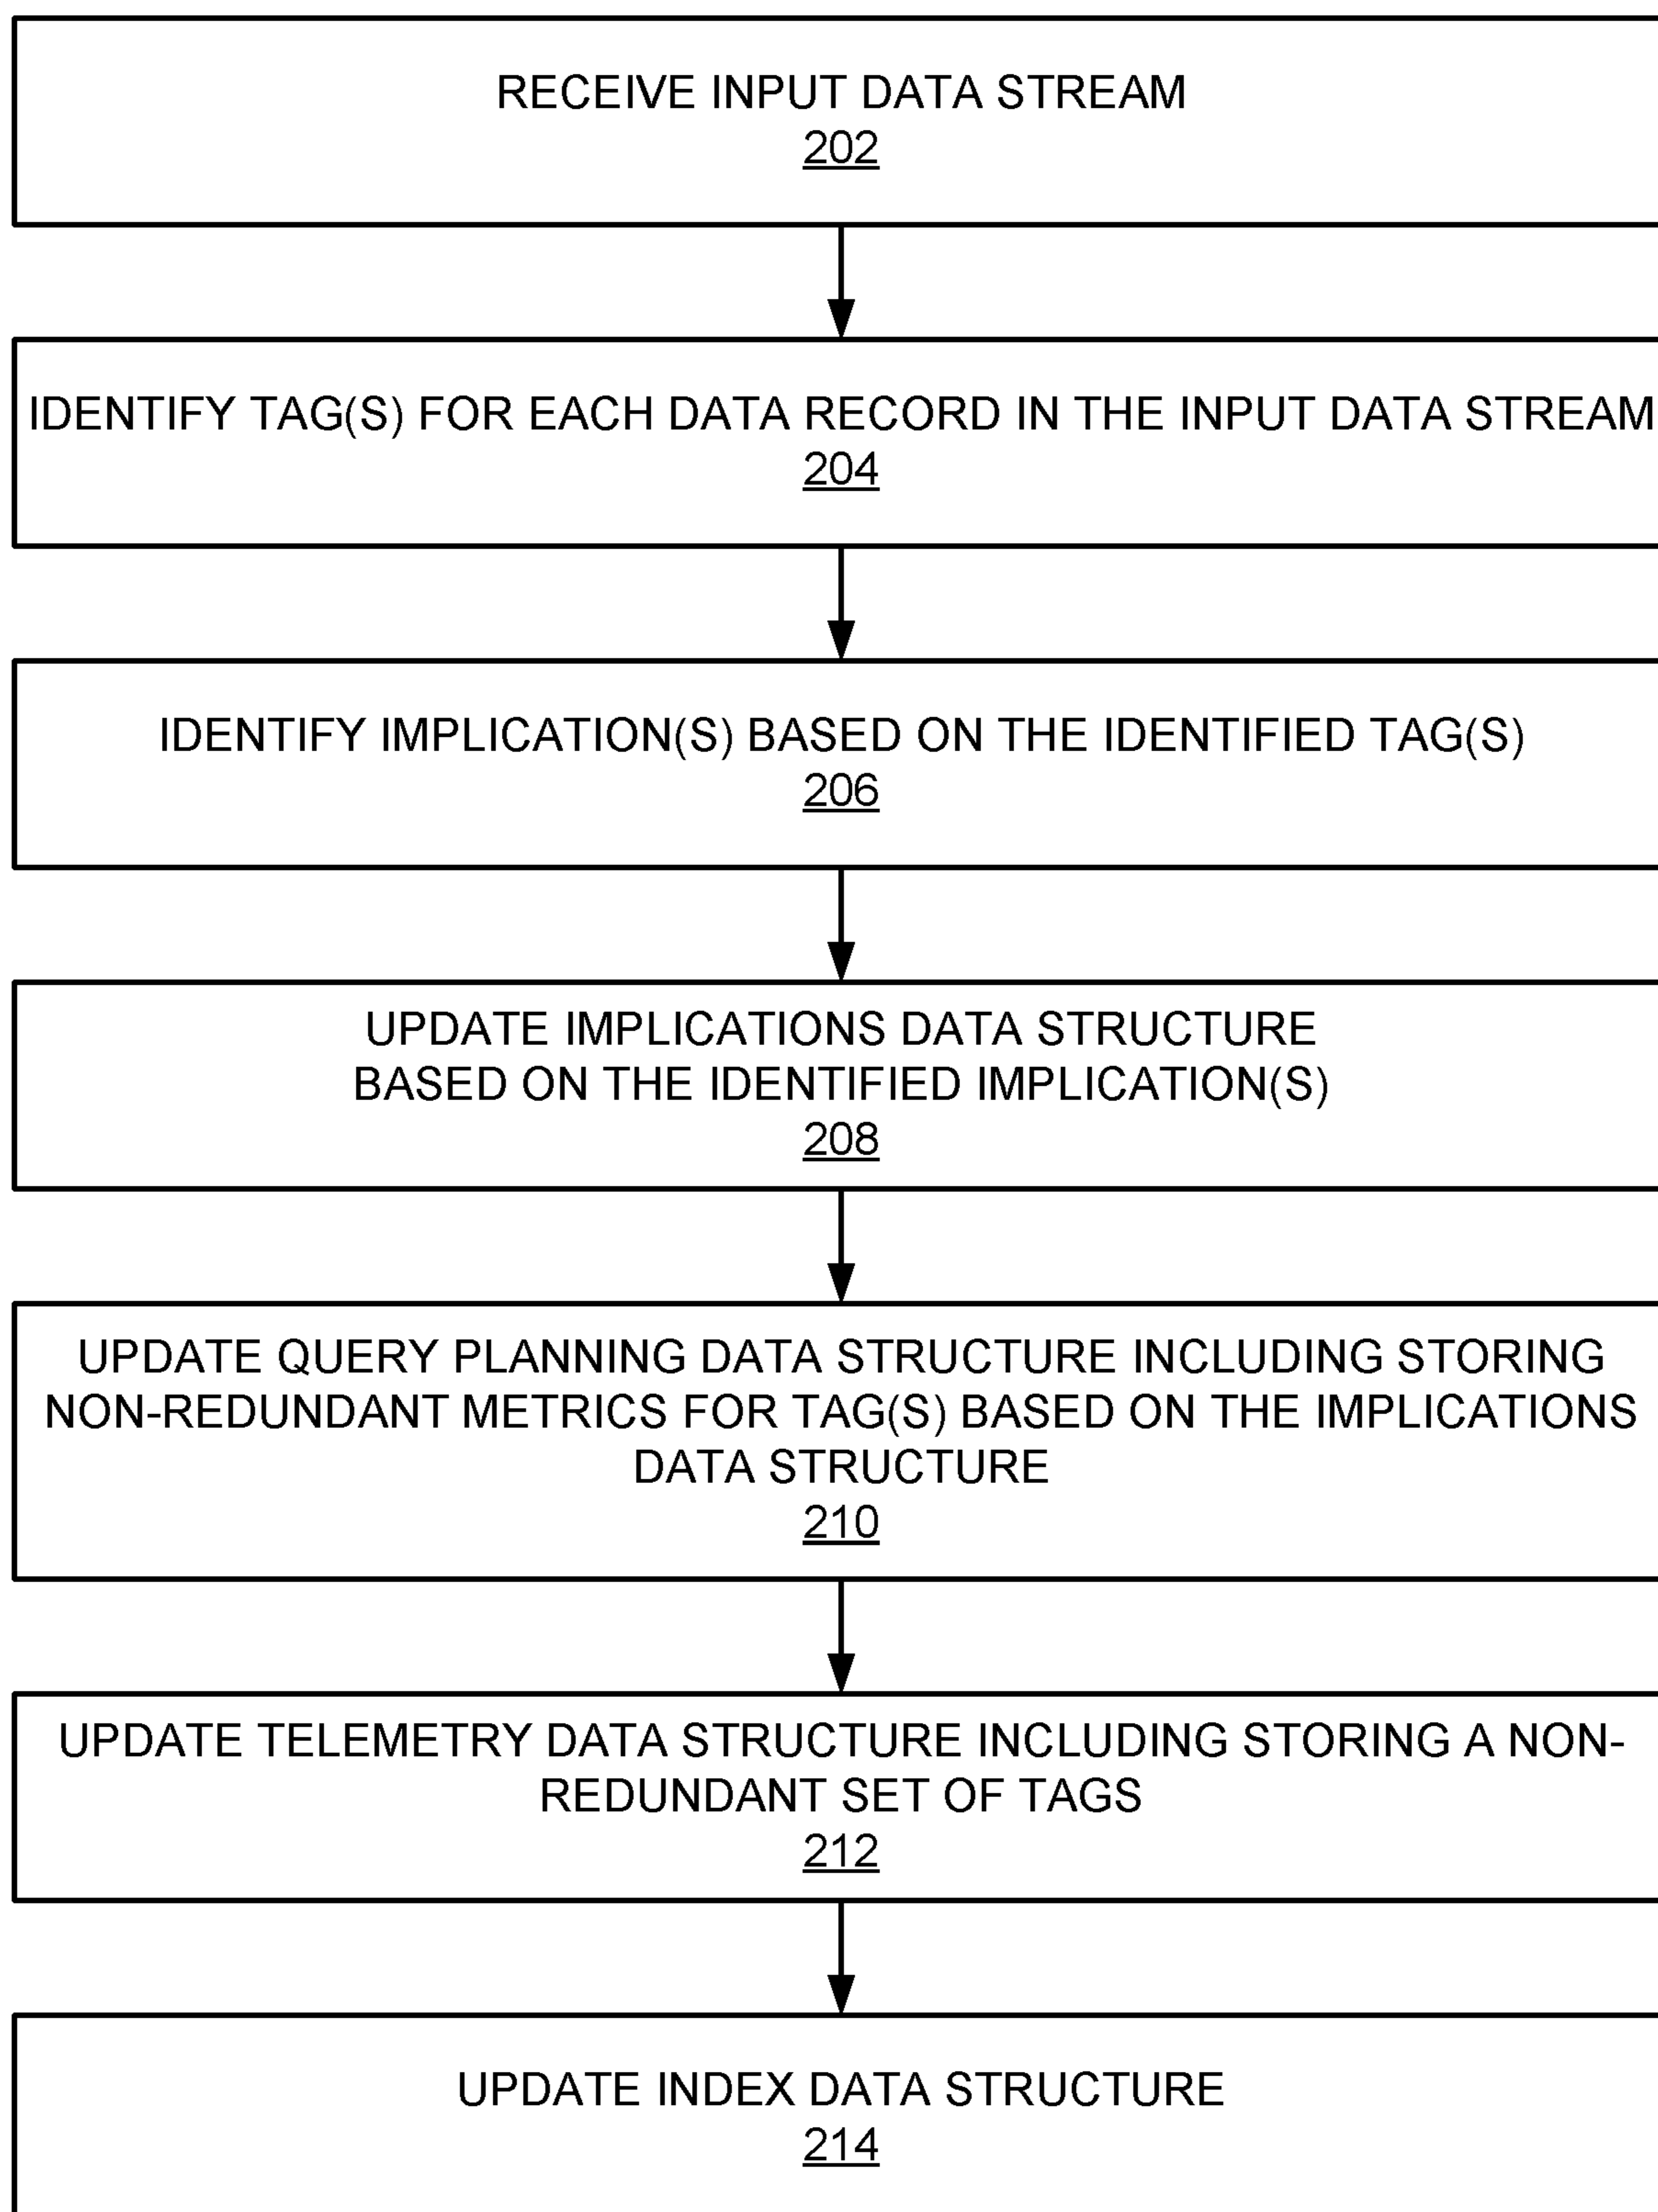 RECEIVE INPUT DATA STREAM
202
IDENTIFY TAG(S) FOR EACH DATA RECORD IN THE INPUT DATA STREAM
204
IDENTIFY IMPLICATION(S) BASED ON THE IDENTIFIED TAG(S)
206
UPDATE IMPLICATIONS DATA STRUCTURE
BASED ON THE IDENTIFIED IMPLICATION(S)
208
UPDATE QUERY PLANNING DATA STRUCTURE INCLUDING STORING
NON-REDUNDANT METRICS FOR TAG(S) BASED ON THE IMPLICATIONS
DATA STRUCTURE
210
UPDATE TELEMETRY DATA STRUCTURE INCLUDING STORING A NON-
REDUNDANT SET OF TAGS
212
UPDATE INDEX DATA STRUCTURE
214